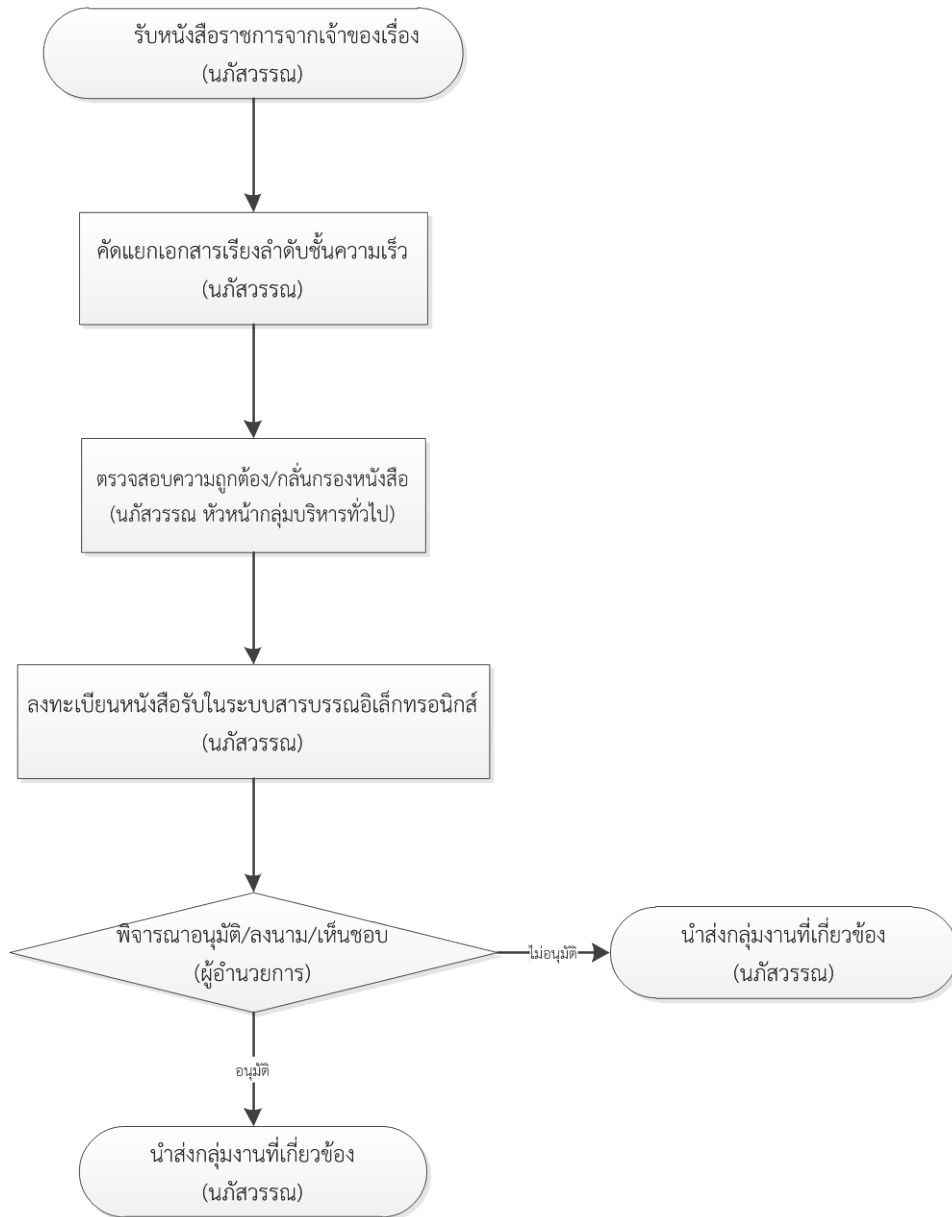 รับหนังสือราชการจากเจ้าของเรื่อง
(นภัสวรรณ)
คัดแยกเอกสารเรียงลำดับชั้นความเร็ว
(นภัสวรรณ)
ตรวจสอบความถูกต้อง/กลั่นกรองหนังสือ
(นภัสวรรณ หัวหน้ากลุ่มบริหารทั่วไป)
ลงทะเบียนหนังสือรับในระบบสารบรรณอิเล็กทรอนิกส์
(นภัสวรรณ)
พิจารณาอนุมัติ/ลงนาม/เห็นชอบ
(ผู้อำนวยการ)
ไม่อนุมัติ
นำส่งกลุ่มงานที่เกี่ยวข้อง
(นภัสวรรณ)
อนุมัติ
นำส่งกลุ่มงานที่เกี่ยวข้อง
(นภัสวรรณ)